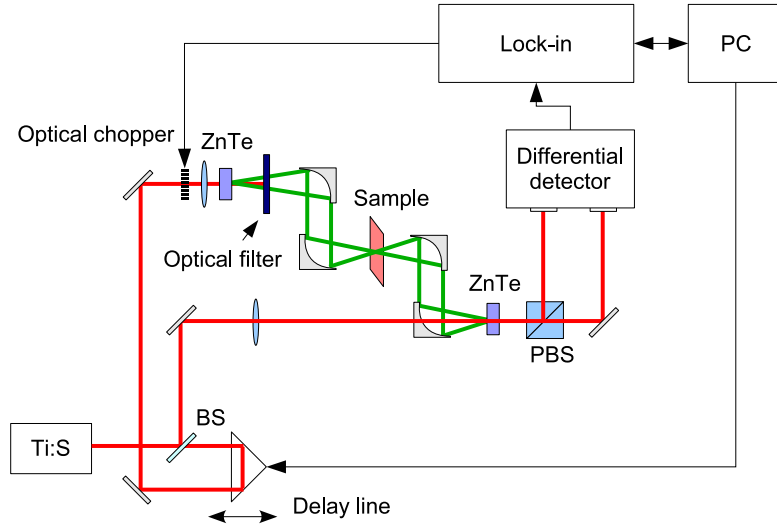 Lock-in
PC
Optical chopper
ZnTe
Differential
detector
Sample
Optical filter
ZnTe
PBS
BS
Ti:S
Delay line